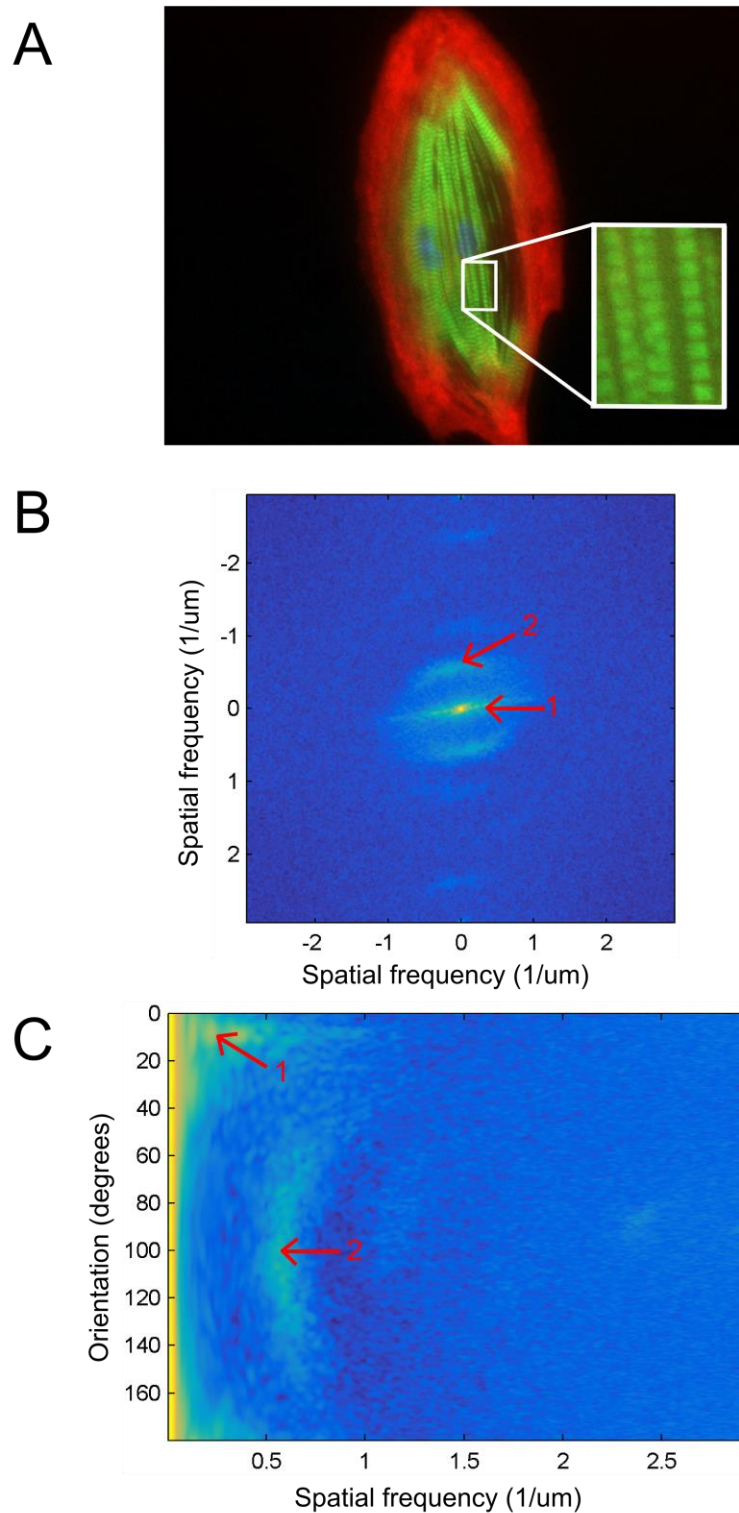 A
B
Spatial frequency (1/um)
-2
-1
0
1
2
2
1
-2 -1 0 1 2
Spatial frequency (1/um)
C
Orientation (degrees)
0
20
40
60
80
100
120
140
160
1
2
0.5 1 1.5 2 2.5
Spatial frequency (1/um)